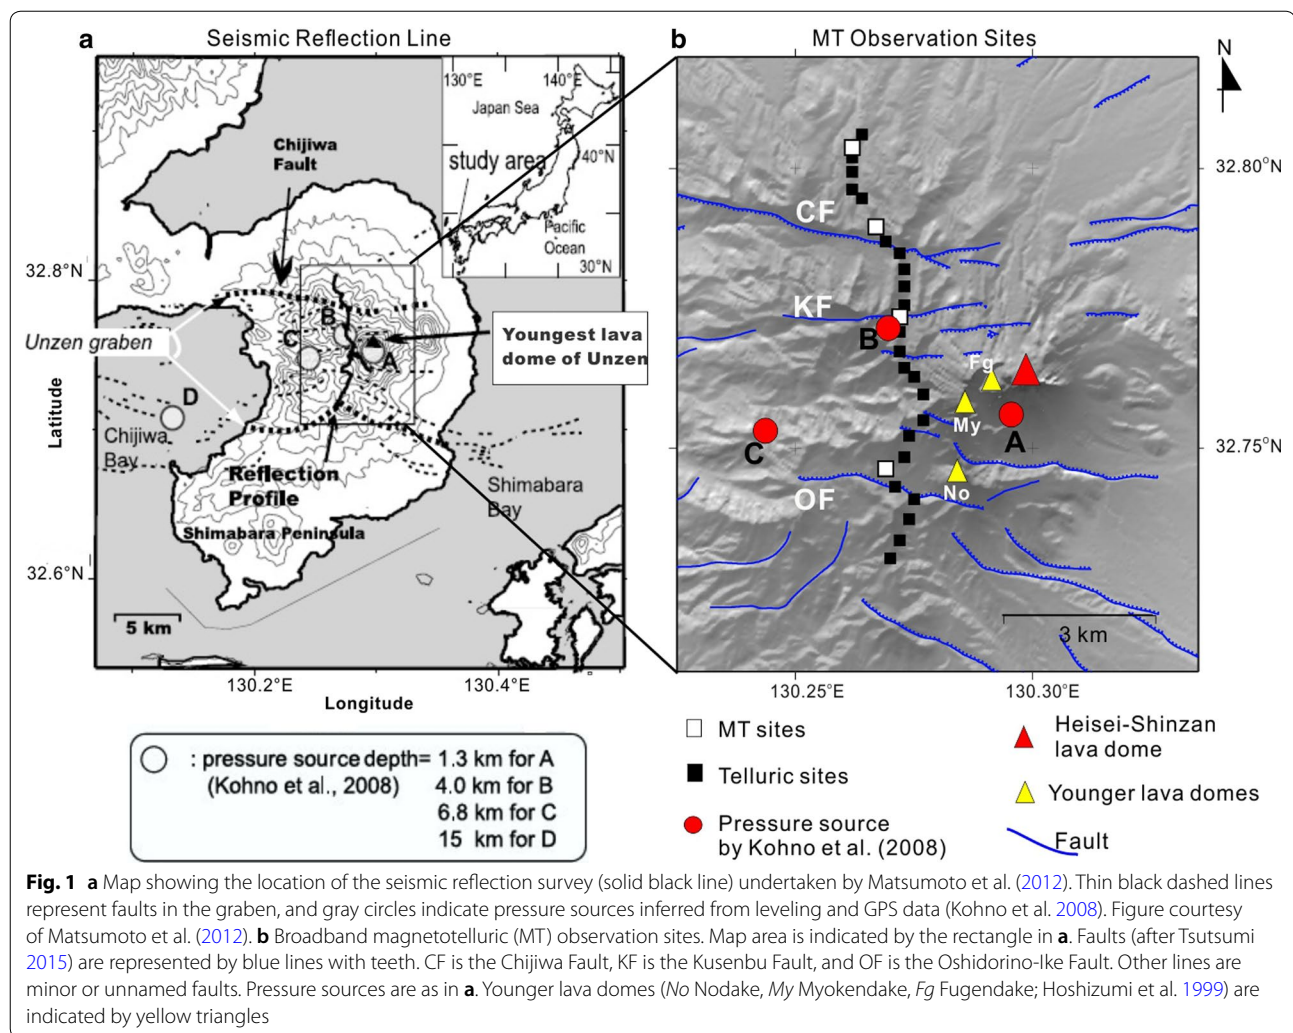 a
Seismic Reflection Line
130°E
140°E
Japan Sea
study area
40°N
Pacific
Ocean
30°N
Chijiwa
Fault
32.8°N
Unzen graben
B
C
A
D
Youngest lava
dome of Unzen
Latitude
Chijiwa
Bay
Reflection
Profile
Shimabara
Bay
Shimabara Peninsula
32.6°N
5 km
130.2°E
130.4°E
Longitude
: pressure source depth= 1.3 km for A
(Kohno et al., 2008) 4.0 km for B
6.8 km for C
15 km for D
b
MT Observation Sites
N
32.80°N
CF
KF
B
Fg
My
A
C
32.75°N
No
OF
3 km
130.25°E
130.30°E
MT sites
Telluric sites
Pressure source
by Kohno et al. (2008)
Heisei-Shinzan
lava dome
Younger lava domes
Fault
Fig. 1 a Map showing the location of the seismic reflection survey (solid black line) undertaken by Matsumoto et al. (2012). Thin black dashed lines
represent faults in the graben, and gray circles indicate pressure sources inferred from leveling and GPS data (Kohno et al. 2008). Figure courtesy
of Matsumoto et al. (2012). b Broadband magnetotelluric (MT) observation sites. Map area is indicated by the rectangle in a. Faults (after Tsutsumi
2015) are represented by blue lines with teeth. CF is the Chijiwa Fault, KF is the Kusenbu Fault, and OF is the Oshidorino-Ike Fault. Other lines are
minor or unnamed faults. Pressure sources are as in a. Younger lava domes (No Nodake, My Myokendake, Fg Fugendake; Hoshizumi et al. 1999) are
indicated by yellow triangles